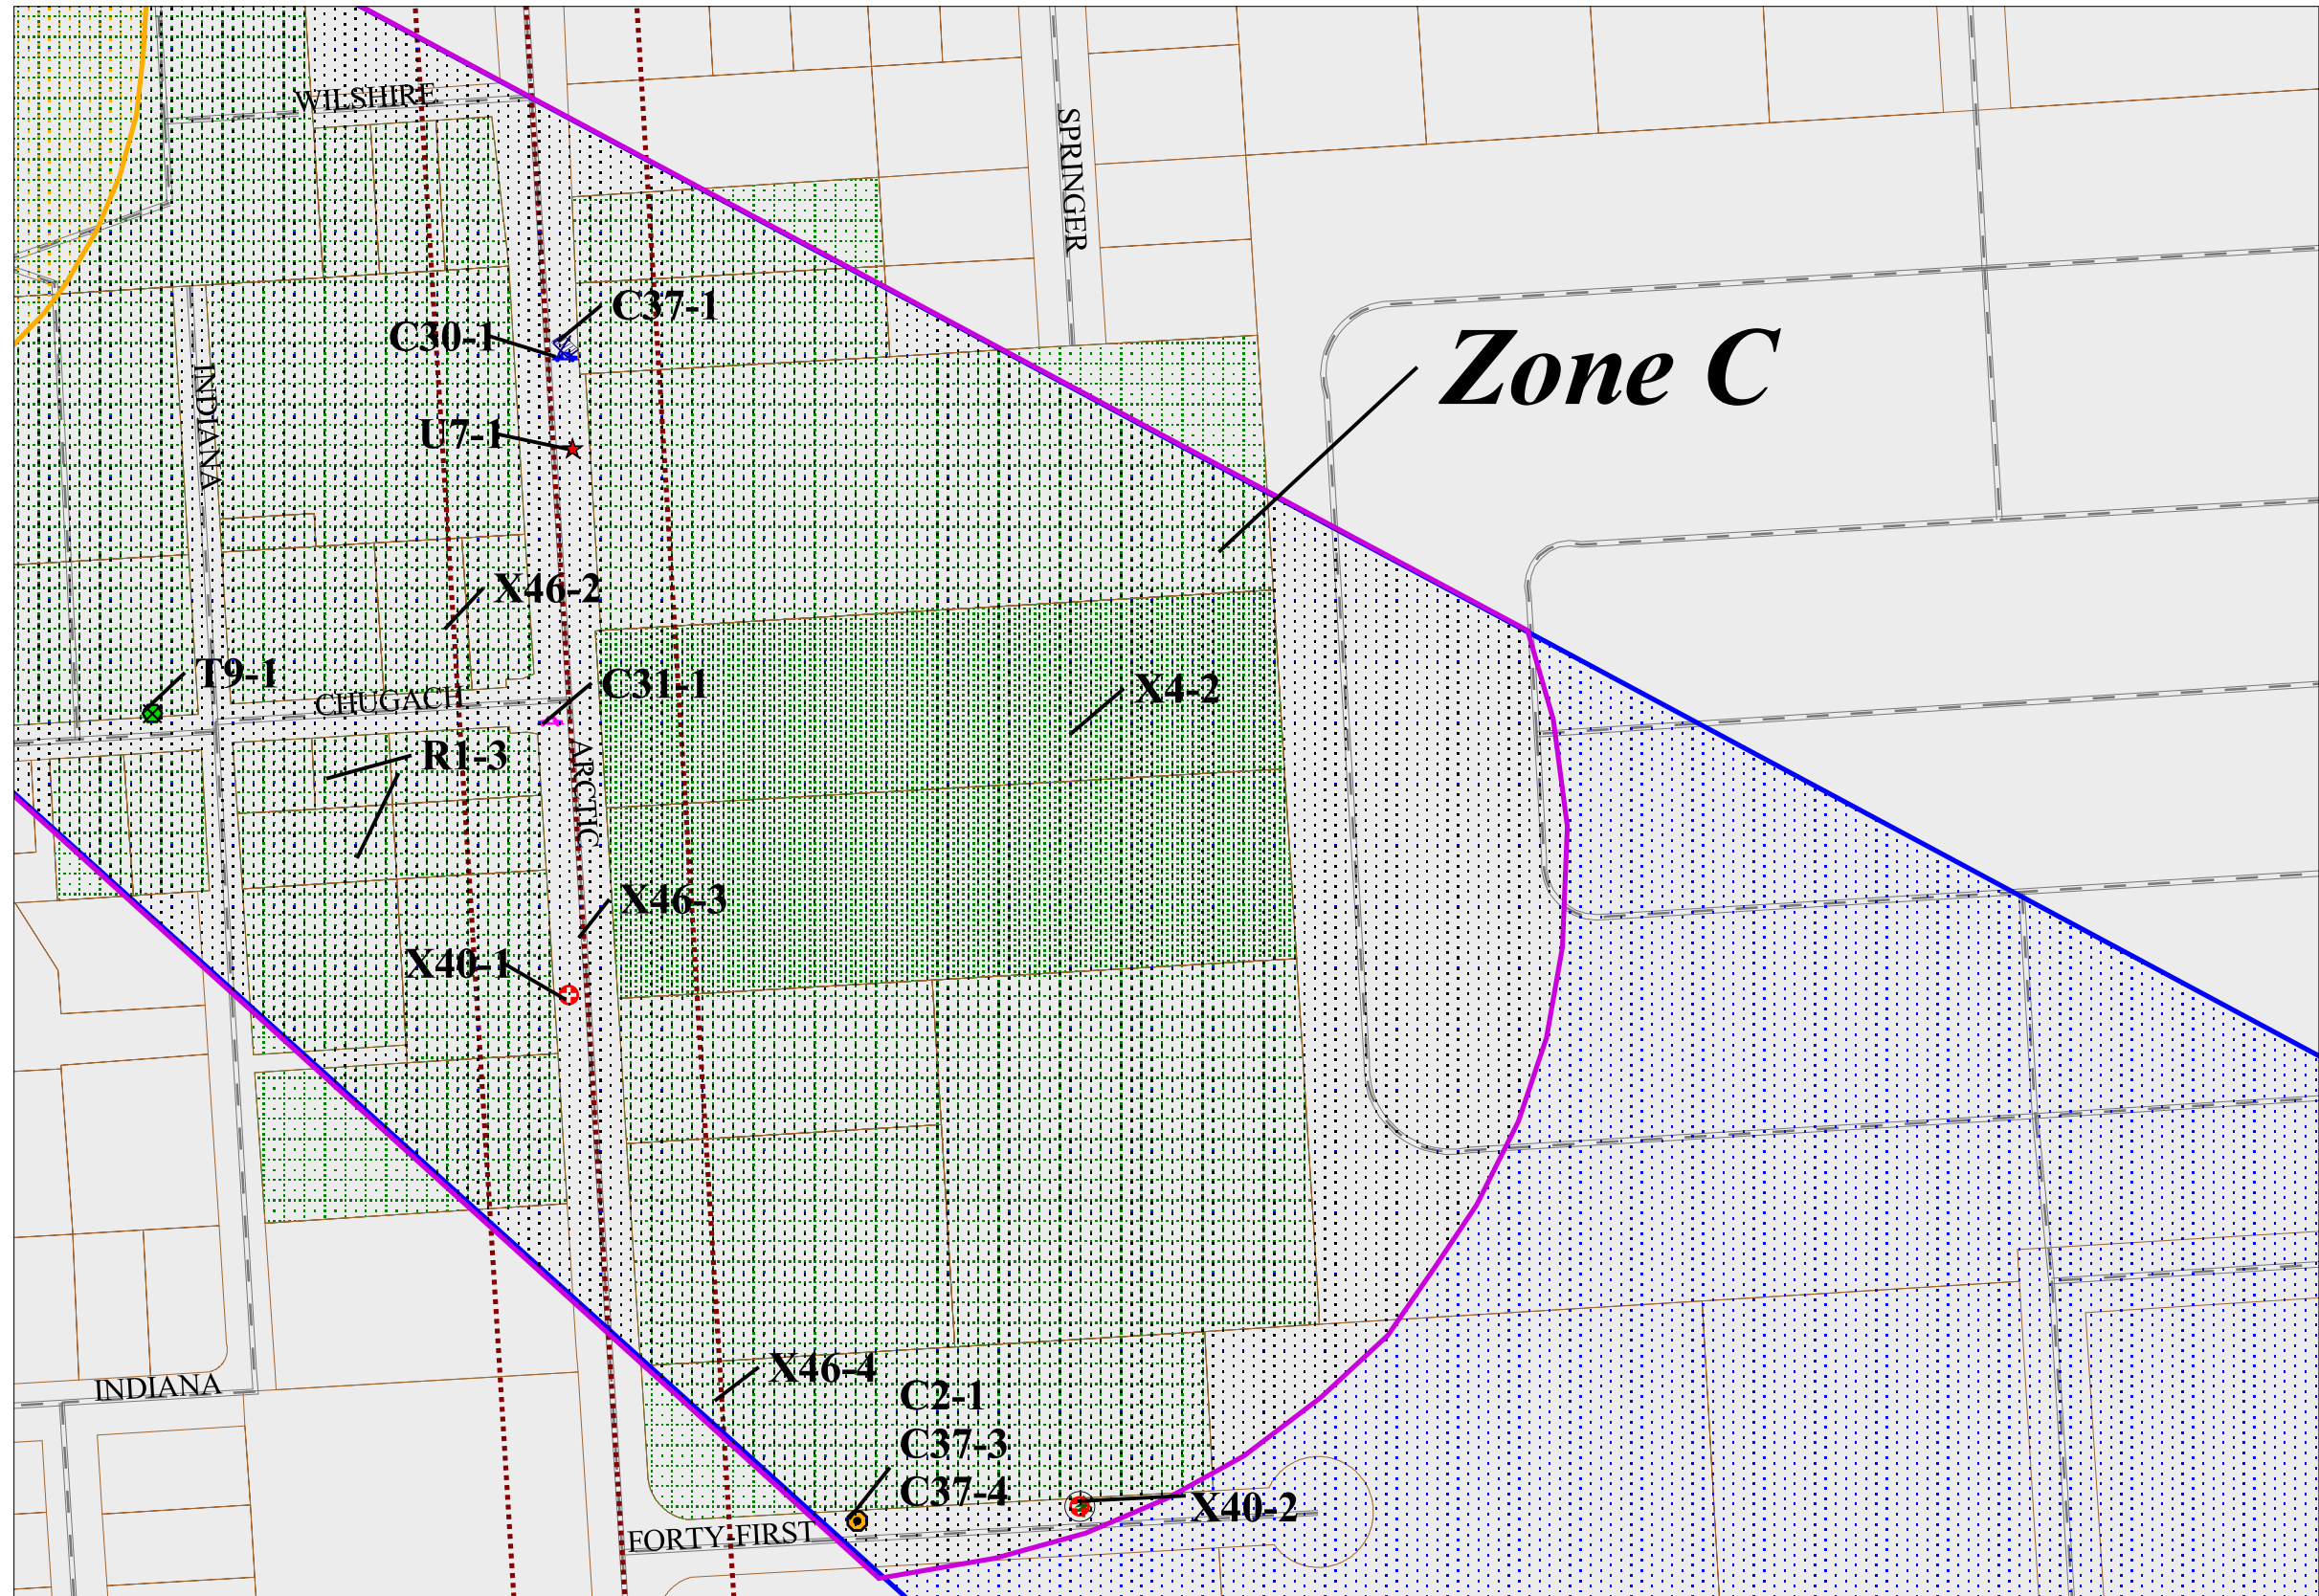 WILSHIRE
SPRINGER
C37-1
C30-1
Zone C
INDIANA
U7-1
X46-2
T9-1
C31-1
X4-2
CHUGACH
R1-3
ARCTIC
X46-3
X40-1
X46-4
INDIANA
C2-1
C37-3
C37-4
X40-2
FORTY-FIRST